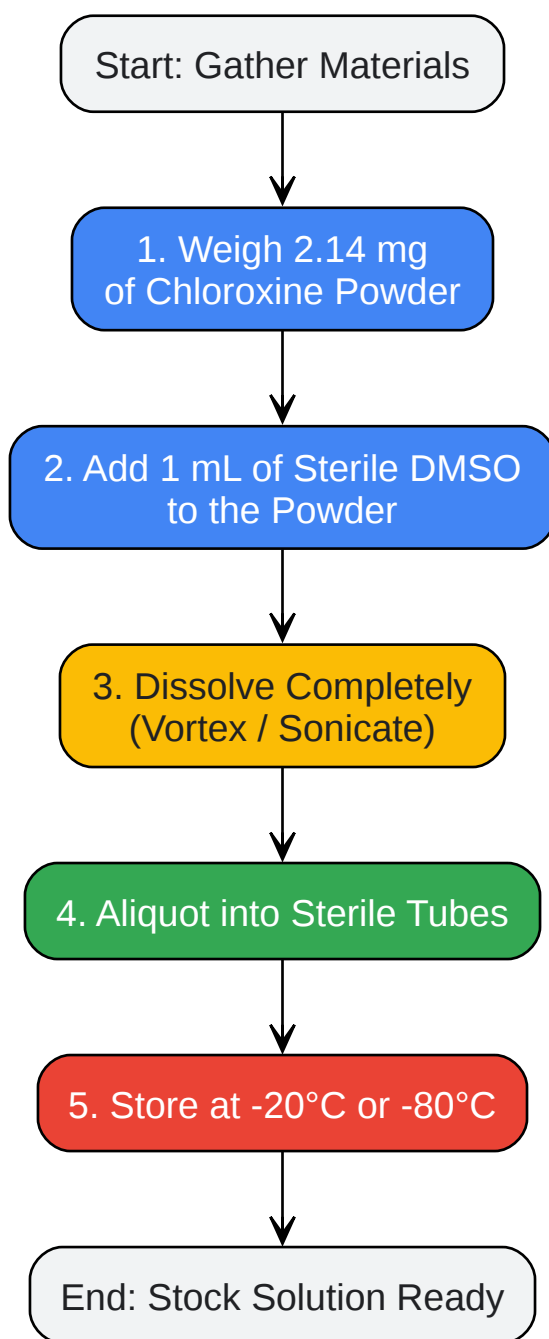 Start: Gather Materials
1. Weigh 2.14 mg
of Chloroxine Powder
2. Add 1 mL of Sterile DMSO
to the Powder
3. Dissolve Completely
(Vortex / Sonicate)
4. Aliquot into Sterile Tubes
5. Store at -20°C or -80°C
End: Stock Solution Ready